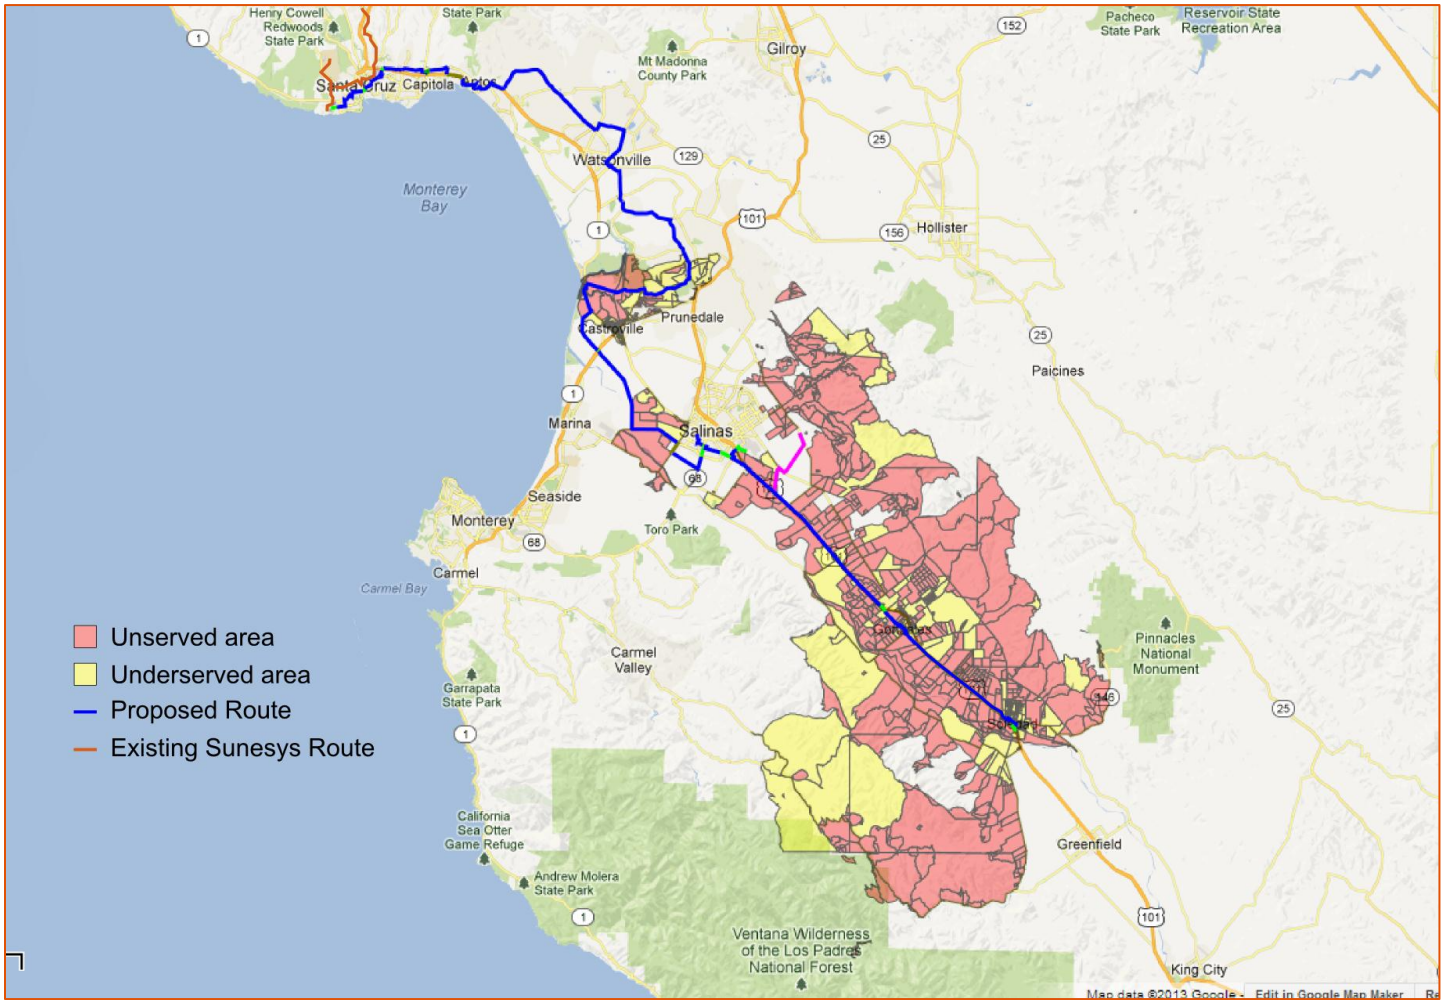 Henry Cowell
Redwoods
State Park
State Park
1
152
Pacheco
State Park
Reservoir State
Recreation Area
Gilroy
Mt Madonna
County Park
Santa Cruz
Capitola
Aptos
25
Watsonville
129
Monterey
Bay
101
1
156
Hollister
Prunedale
Castroville
25
Paicines
1
Marina
Salinas
68
Seaside
Monterey
68
Toro Park
Carmel
Carmel Bay
Unserved area
Underserved area
Proposed Route
Existing Sunesys Route
Gonzales
Carmel
Valley
Pinnacles
National
Monument
Garrapata
State Park
146
25
Soledad
1
California
Sea Otter
Game Refuge
Greenfield
Andrew Molera
State Park
1
101
Ventana Wilderness
of the Los Padres
National Forest
King City
Map data ©2013 Google - Edit in Google Map Maker Re